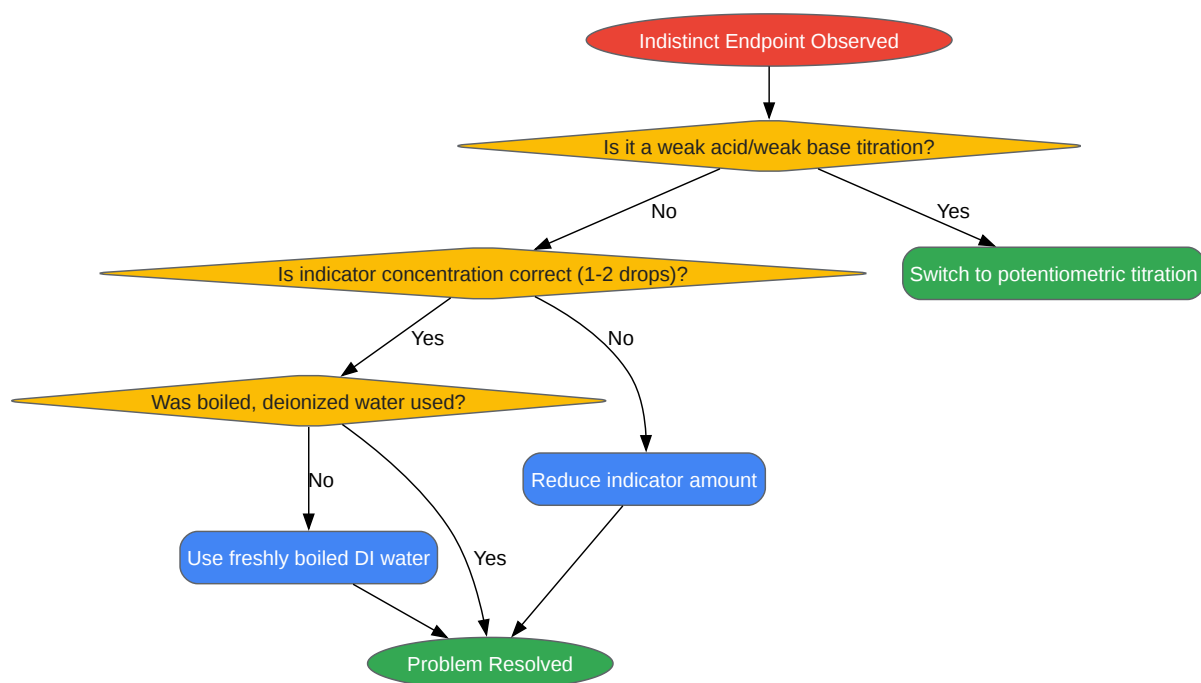 Indistinct Endpoint Observed
Is it a weak acid/weak base titration?
No
Yes
Is indicator concentration correct (1-2 drops)?
Switch to potentiometric titration
Yes
No
Was boiled, deionized water used?
No
Reduce indicator amount
Use freshly boiled DI water
Yes
Problem Resolved